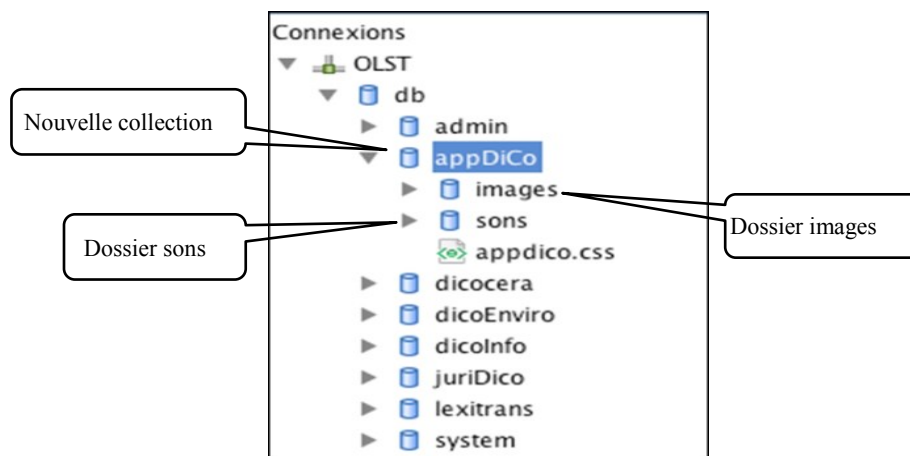 Connexions
OLST
db
Nouvelle collection
admin
appDiCo
images
Dossier images
Dossier sons
sons
appdico.css
dicocera
dicoEnviro
dicoInfo
juriDico
lexitrans
system